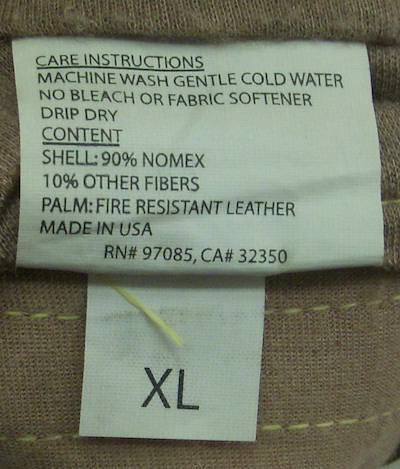 CARE INSTRUCTIONS
MACHINE WASH GENTLE COLD WATER
NO BLEACH OR FABRIC SOFTENER
DRIP DRY
CONTENT
SHELL: 90% NOMEX
10% OTHER FIBERS
PALM: FIRE RESISTANT LEATHER
MADE IN USA
RN# 97085, CA# 32350
XL